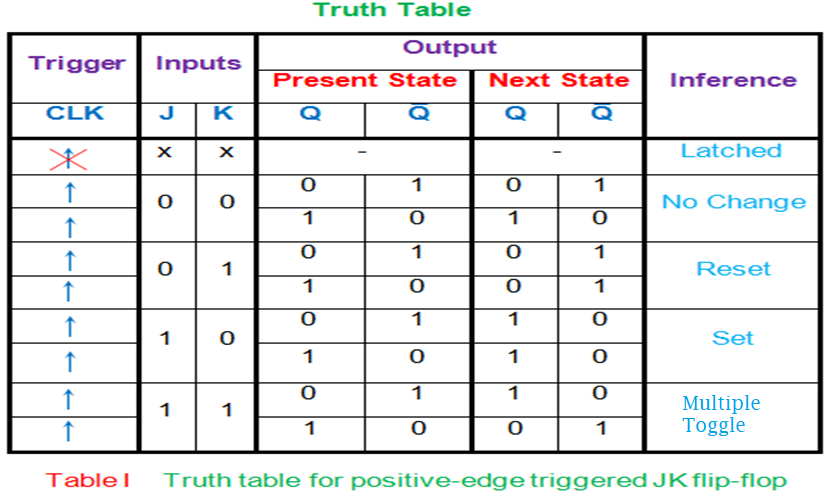 Truth Table
Trigger Inputs Output Inference
Present State Next State
CLK J K Q Q̅ Q Q̅
↑ x x - - Latched
↑ 0 0 0 1 0 1 No Change
↑ 1 0 1 0
↑ 0 1 0 1 0 1 Reset
↑ 1 0 0 1
↑ 1 0 0 1 1 0 Set
↑ 1 0 1 0
↑ 1 1 0 1 1 0 Multiple Toggle
↑ 1 0 0 1
Table I Truth table for positive-edge triggered JK flip-flop